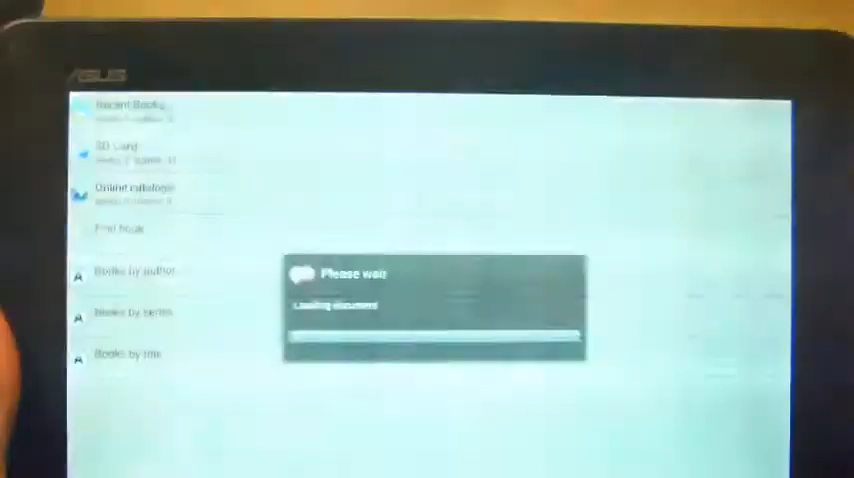 ASUS
Recent Books
SD Card
Online catalogs
Find book
Books by author
Books by series
Books by title
Please wait
Loading document